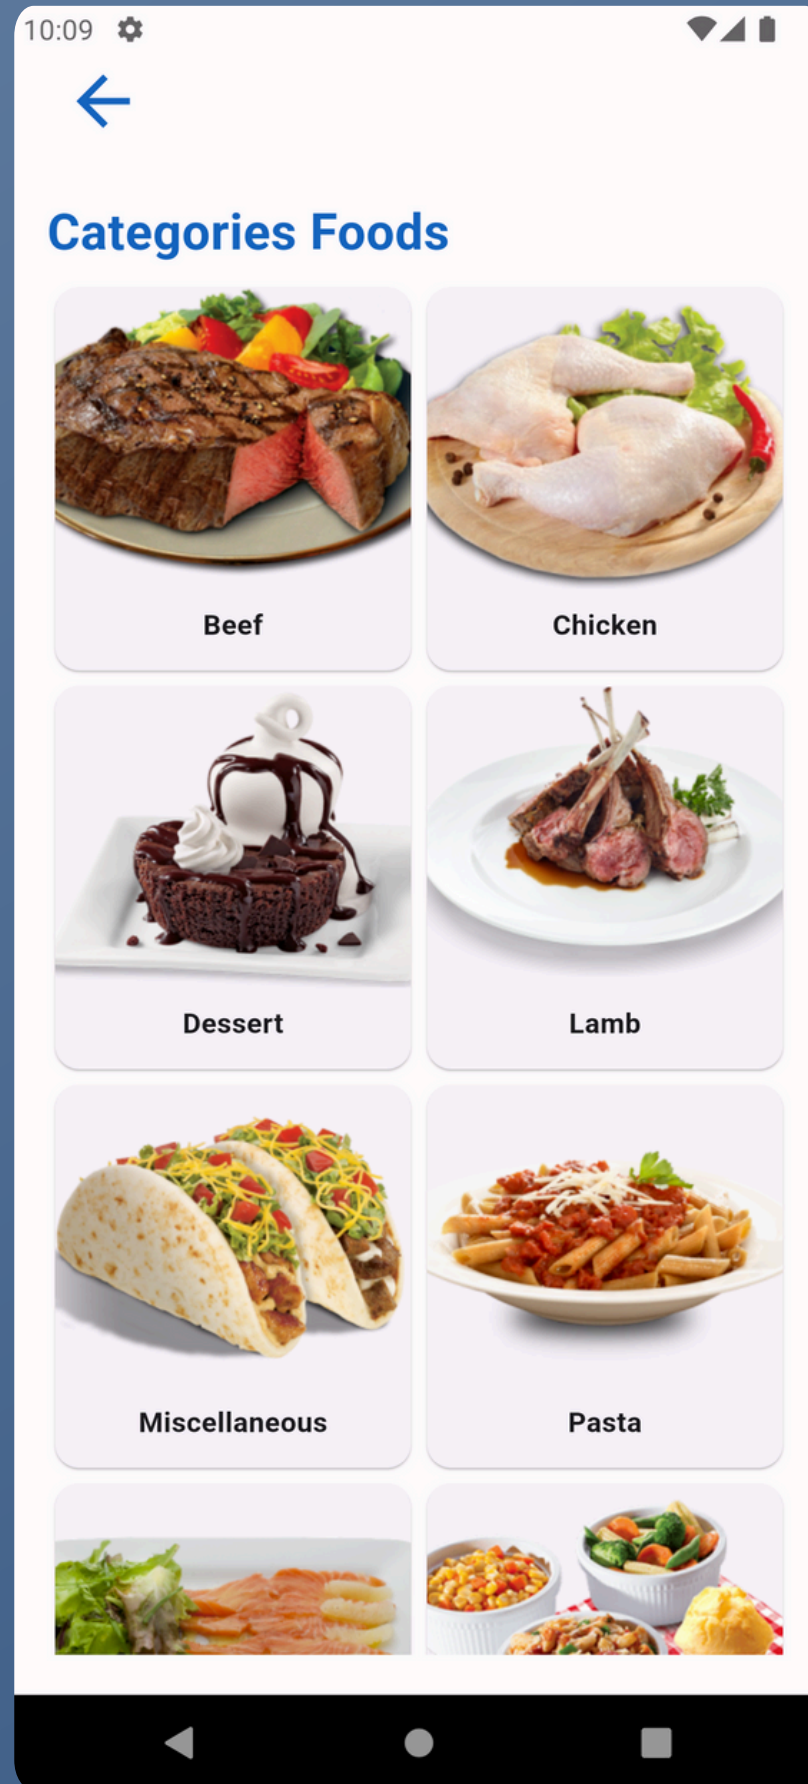 10:09
Categories Foods
Beef
Chicken
Dessert
Lamb
Miscellaneous
Pasta